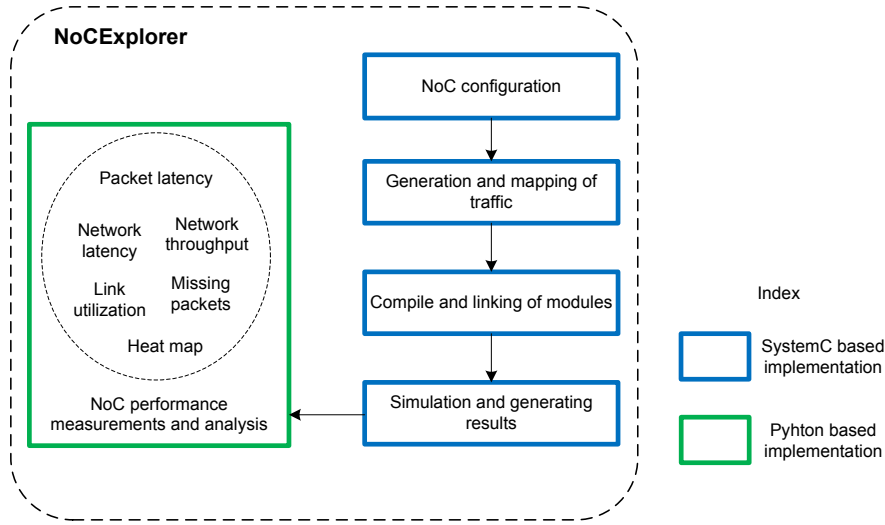 NoCExplorer
NoC configuration
Generation and mapping of
traffic
Compile and linking of modules
Simulation and generating
results
Packet latency
Network
latency
Network
throughput
Link
utilization
Missing
packets
Heat map
NoC performance
measurements and analysis
Index
SystemC based
implementation
Pyhton based
implementation